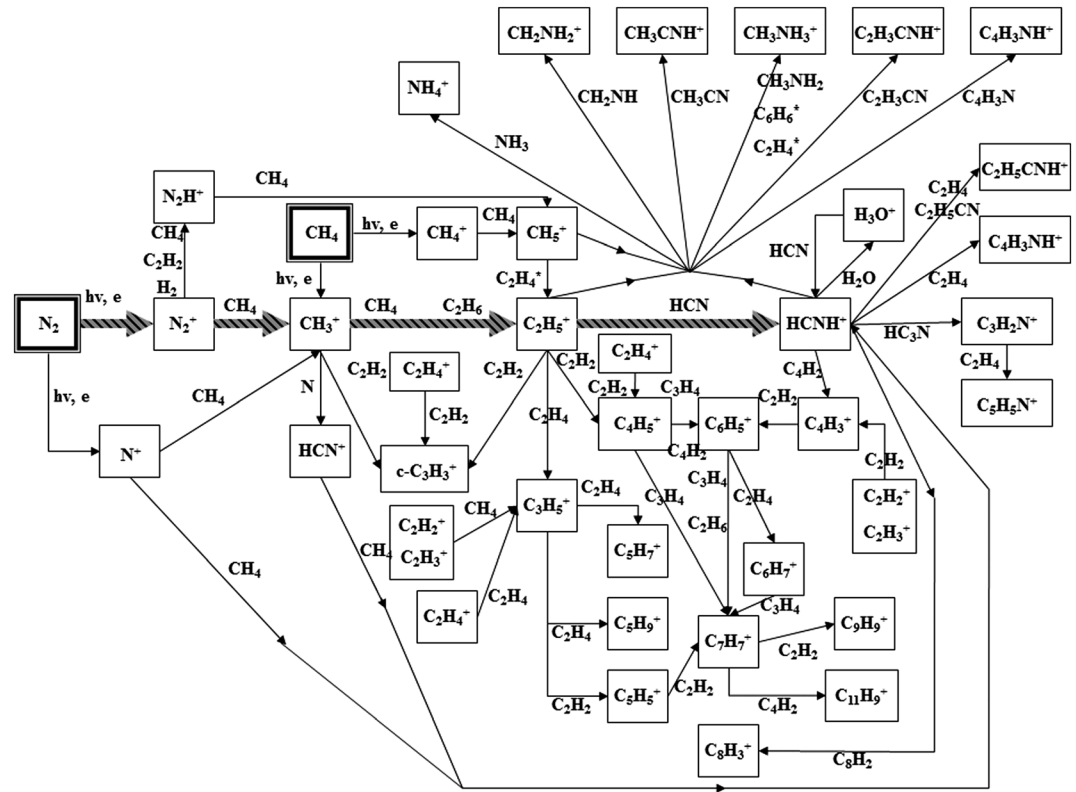 CH₂NH₂⁺
CH₃CNH⁺
CH₃NH₃⁺
C₂H₃CNH⁺
C₄H₃NH⁺
NH₄⁺
CH₂NH
CH₃CN
CH₃NH₂
C₆H₆*
C₂H₄*
C₂H₃CN
C₄H₃N
NH₃
C₂H₅CNH⁺
C₂H₄
C₂H₅CN
N₂H⁺
CH₄
CH₄
hv, e
CH₄⁺
CH₄
CH₅⁺
H₃O⁺
HCN
H₂O
C₄H₃NH⁺
C₂H₄
CH₄
C₂H₂
H₂
hv, e
C₂H₄*
N₂
hv, e
N₂⁺
CH₄
CH₃⁺
CH₄
C₂H₆
C₂H₅⁺
HCN
HCNH⁺
HC₃N
C₃H₂N⁺
C₂H₄
C₅H₅N⁺
hv, e
CH₄
N
C₂H₂
C₂H₄⁺
C₂H₂
C₂H₂
C₂H₂
C₂H₄⁺
C₂H₂
C₃H₄
C₂H₂
C₄H₂
N⁺
HCN⁺
c-C₃H₃⁺
C₂H₄
C₄H₅⁺
C₄H₂
C₆H₅⁺
C₄H₃⁺
C₂H₂
C₂H₂⁺
C₂H₃⁺
CH₄
C₃H₅⁺
C₂H₄
C₃H₄
C₃H₄
C₂H₆
C₂H₄
C₂H₂⁺
C₂H₃⁺
C₅H₇⁺
C₆H₇⁺
C₃H₄
CH₄
CH₄
C₂H₄⁺
C₂H₄
C₂H₄
C₅H₉⁺
C₇H₇⁺
C₂H₂
C₉H₉⁺
C₂H₂
C₅H₅⁺
C₂H₂
C₄H₂
C₁₁H₉⁺
C₈H₃⁺
C₈H₂